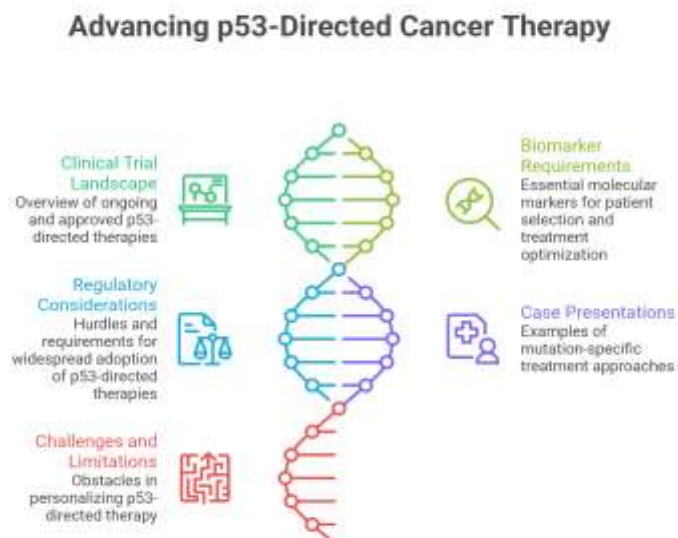 Advancing p53-Directed Cancer Therapy
Clinical Trial
Landscape
Overview of ongoing
and approved p53-
directed therapies
Biomarker
Requirements
Essential molecular
markers for patient
selection and
treatment
optimization
Regulatory
Considerations
Hurdles and
requirements for
widespread adoption
of p53-directed
therapies
Case Presentations
Examples of
mutation-specific
treatment approaches
Challenges and
Limitations
Obstacles in
personalizing p53-
directed therapy